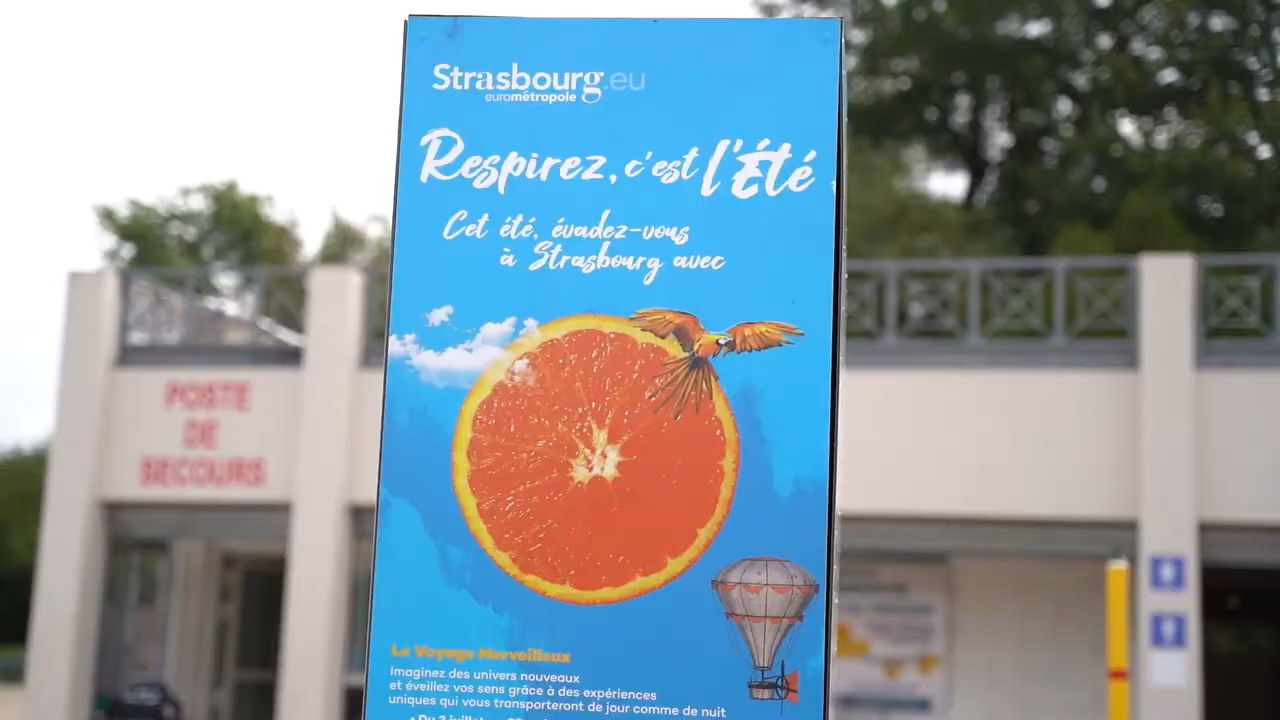 Strasbourg.eu
eurométropole
Respirez, c'est l'Été
Cet été, évadez-vous
à Strasbourg avec
POSTE
DE
SECOURS
Le Voyage Merveilleux
Imaginez des univers nouveaux
et éveillez vos sens grâce à des expériences
uniques qui vous transporteront de jour comme de nuit